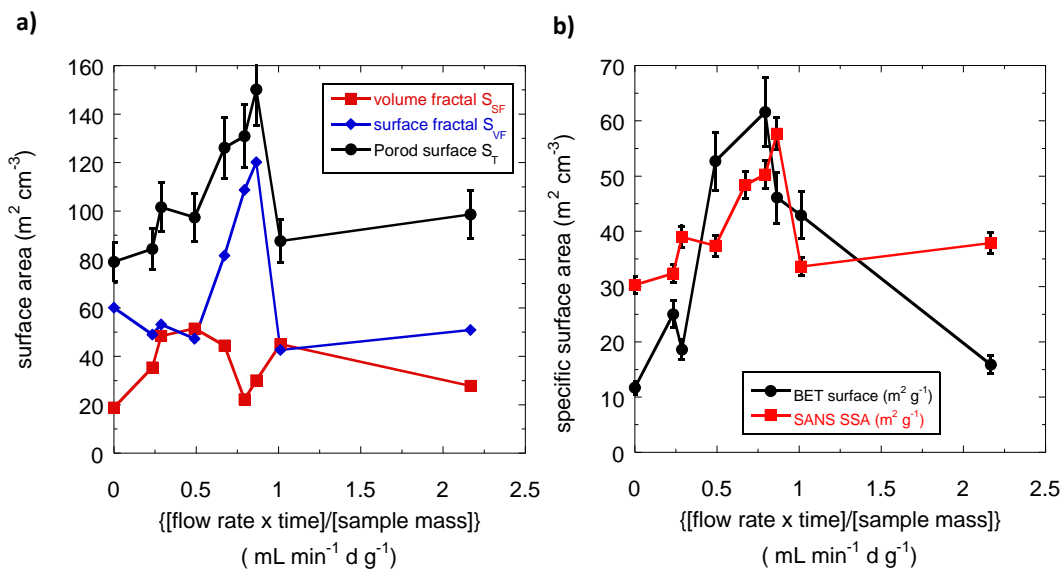 a)
160
140
120
100
80
60
40
20
0
surface area (m² cm⁻³)
volume fractal S_SF
surface fractal S_VF
Porod surface S_T
0 0.5 1 1.5 2 2.5
{[flow rate x time]/[sample mass]}
( mL min⁻¹ d g⁻¹)
b)
70
60
50
40
30
20
10
0
specific surface area (m² cm⁻³)
BET surface (m² g⁻¹)
SANS SSA (m² g⁻¹)
0 0.5 1 1.5 2 2.5
{[flow rate x time]/[sample mass]}
( mL min⁻¹ d g⁻¹)